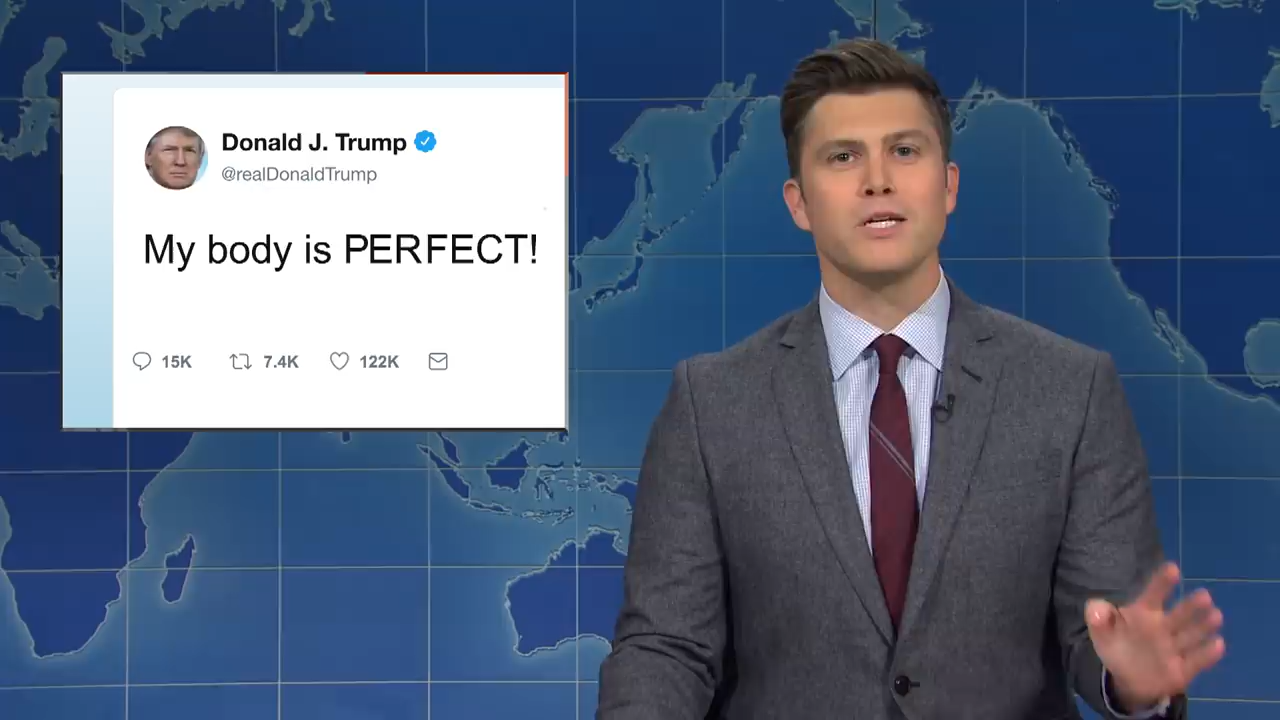 Donald J. Trump
@realDonaldTrump
My body is PERFECT!
15K 7.4K 122K